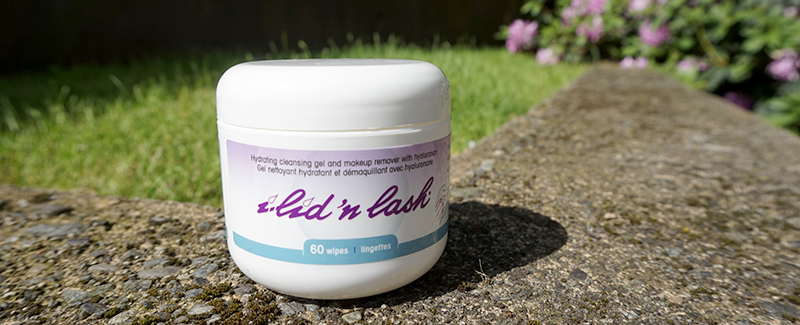 Hydrating cleansing gel and makeup remover with hyaluronan
Gel nettoyant hydratant et démaquillant avec hyaluronane
i-lid 'n lash
60 wipes | lingettes